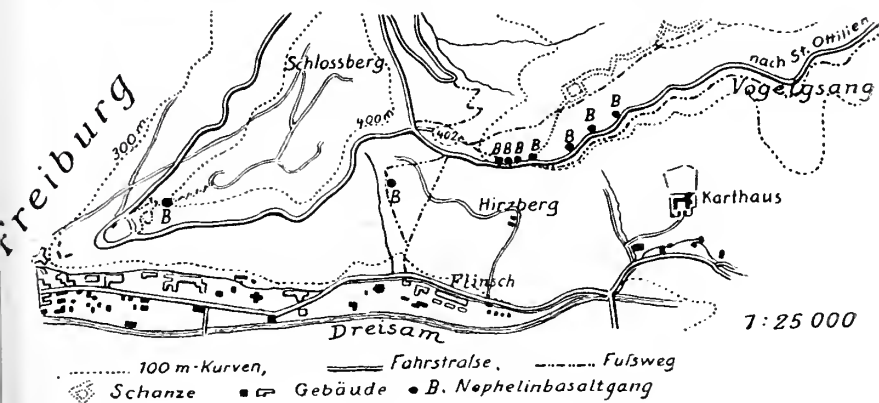 Freiburg
300 m
Schlossberg
400 m
402
nach St. Ottilien
Vogelgsang
B B B B B B B
B
B
Hirzberg
Karthaus
Flinsch
Dreisam
1:25 000
100 m-Kurven, Fahrstraße. Fußweg
Schanze Gebäude B. Nephelinbasaltgang